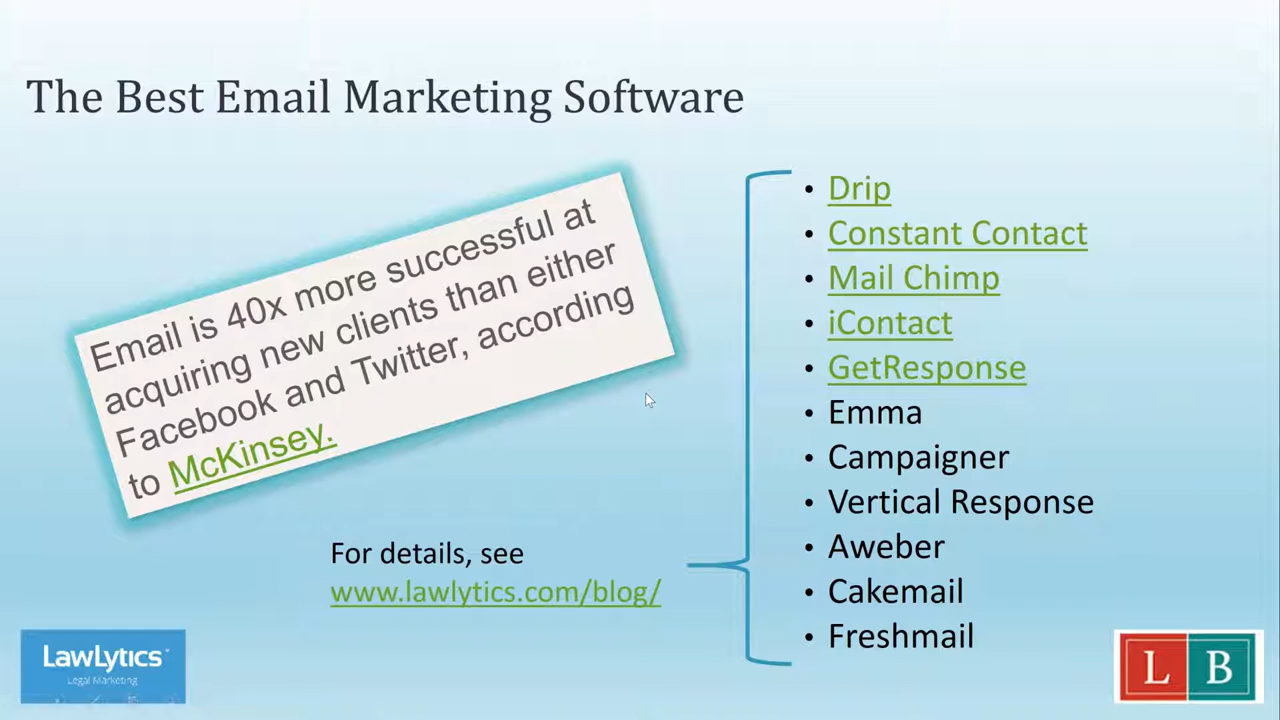 The Best Email Marketing Software
Email is 40x more successful at
acquiring new clients than either
Facebook and Twitter, according
to McKinsey.
For details, see
www.lawlytics.com/blog/
• Drip
• Constant Contact
• Mail Chimp
• iContact
• GetResponse
• Emma
• Campaigner
• Vertical Response
• Aweber
• Cakemail
• Freshmail
LAWLYTICS
Legal Marketing
L B